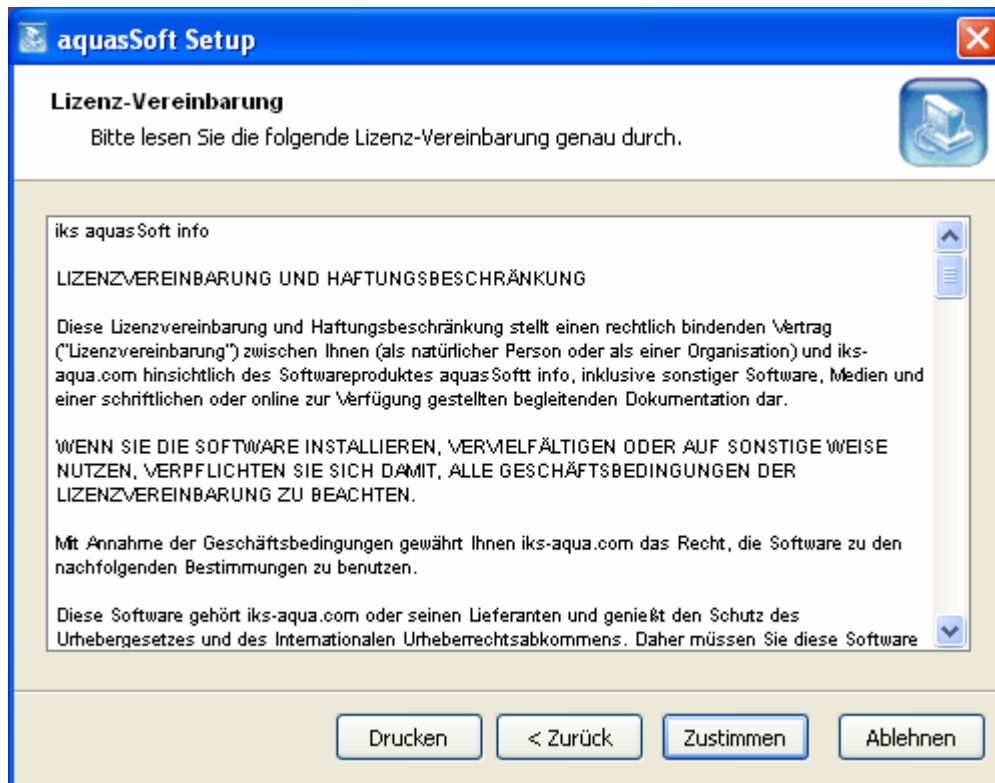 aquasSoft Setup
Lizenz-Vereinbarung
Bitte lesen Sie die folgende Lizenz-Vereinbarung genau durch.
iks aquasSoft info
LIZENZVEREINBARUNG UND HAFTUNGSBESCHRÄNKUNG
Diese Lizenzvereinbarung und Haftungsbeschränkung stellt einen rechtlich bindenden Vertrag
("Lizenzvereinbarung") zwischen Ihnen (als natürlicher Person oder als einer Organisation) und iks-
aqua.com hinsichtlich des Softwareproduktes aquasSoftt info, inklusive sonstiger Software, Medien und
einer schriftlichen oder online zur Verfügung gestellten begleitenden Dokumentation dar.
WENN SIE DIE SOFTWARE INSTALLIEREN, VERVIELFÄLTIGEN ODER AUF SONSTIGE WEISE
NUTZEN, VERPFLICHTEN SIE SICH DAMIT, ALLE GESCHÄFTSBEDINGUNGEN DER
LIZENZVEREINBARUNG ZU BEACHTEN.
Mit Annahme der Geschäftsbedingungen gewährt Ihnen iks-aqua.com das Recht, die Software zu den
nachfolgenden Bestimmungen zu benutzen.
Diese Software gehört iks-aqua.com oder seinen Lieferanten und genießt den Schutz des
Urhebergesetzes und des Internationalen Urheberrechtsabkommens. Daher müssen Sie diese Software
Drucken
< Zurück
Zustimmen
Ablehnen